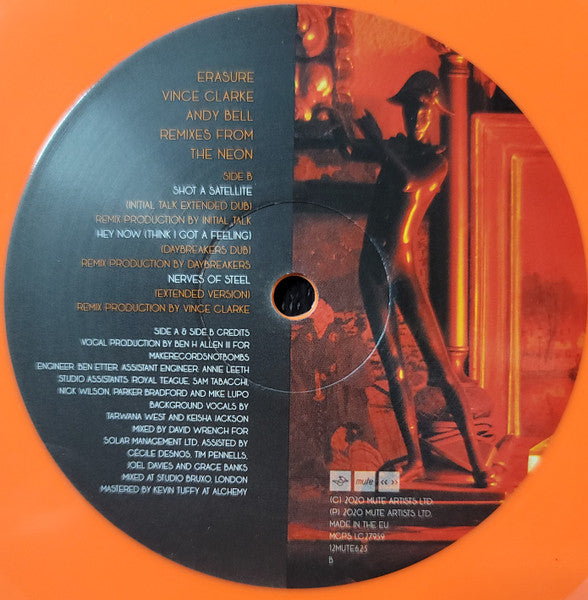 ERASURE
VINCE CLARKE
ANDY BELL
REMIXES FROM
THE NEON
SIDE B
SHOT A SATELLITE
(INITIAL TALK EXTENDED DUB)
REMIX PRODUCTION BY INITIAL TALK
HEY NOW (THINK I GOT A FEELING)
(DAYBREAKERS DUB)
REMIX PRODUCTION BY DAYBREAKERS
NERVES OF STEEL
(EXTENDED VERSION)
REMIX PRODUCTION BY VINCE CLARKE
SIDE A & SIDE B CREDITS
VOCAL PRODUCTION BY BEN H ALLEN III FOR
MAKERECORDSNOTBOMBS
ENGINEER: BEN ETTER. ASSISTANT ENGINEER: ANNIE LEETH
STUDIO ASSISTANTS: ROYAL TEAGUE, SAM TABACCHI,
NICK WILSON, PARKER BRADFORD AND MIKE LUPO
BACKGROUND VOCALS BY
TARWANA WEST AND KEISHA JACKSON
MIXED BY DAVID WRENCH FOR
SOLAR MANAGEMENT LTD, ASSISTED BY
CÉCILE DESNOS, TIM PENNELLS,
JOEL DAVIES AND GRACE BANKS
MIXED AT STUDIO BRUXO, LONDON
MASTERED BY KEVIN TUFFY AT ALCHEMY
mute
(C) 2020 MUTE ARTISTS LTD.
(P) 2020 MUTE ARTISTS LTD.
MADE IN THE EU
MCPS LC27959
12MUTE625
B